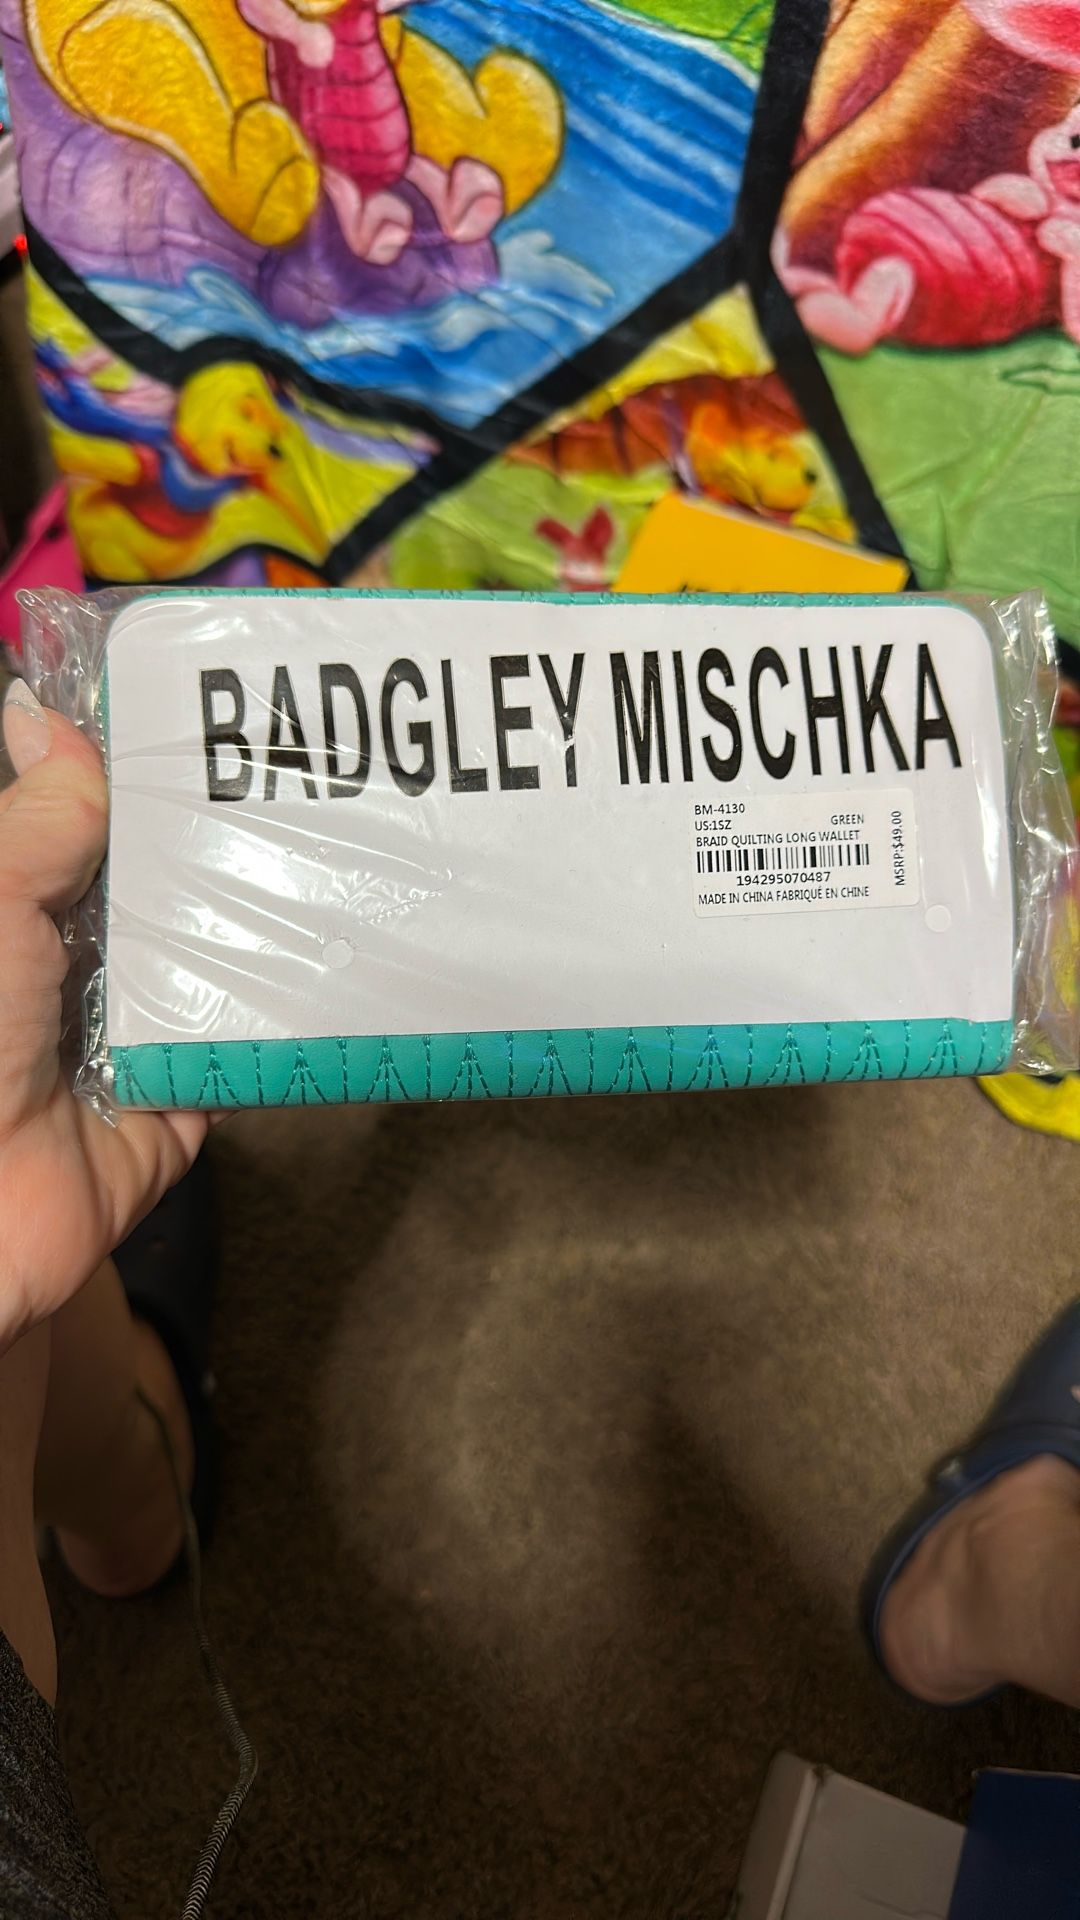 BADGLEY MISCHKA
BM-4130
US:1SZ GREEN
BRAID QUILTING LONG WALLET
194295070487
MADE IN CHINA FABRIQUÉ EN CHINE
MSRP:$49.00